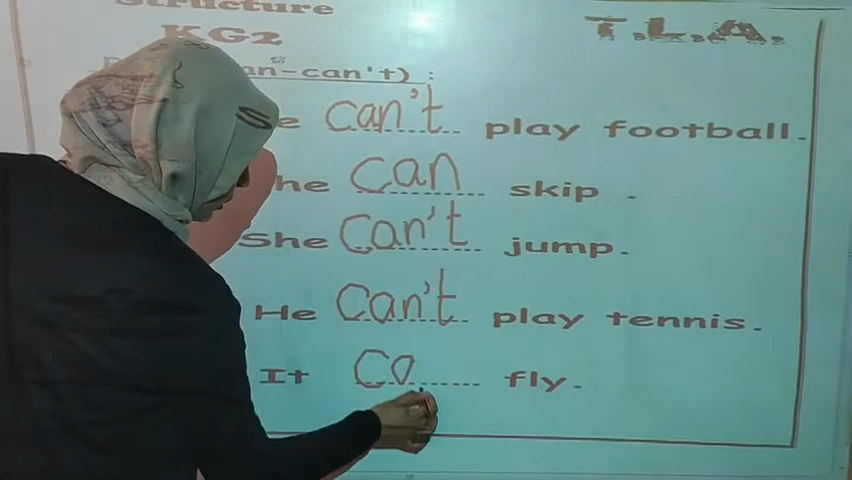 Structure
T.L.A.
KG2
can-can't) :
can't play football.
he can skip .
She can't jump.
He can't play tennis.
It Ca fly.